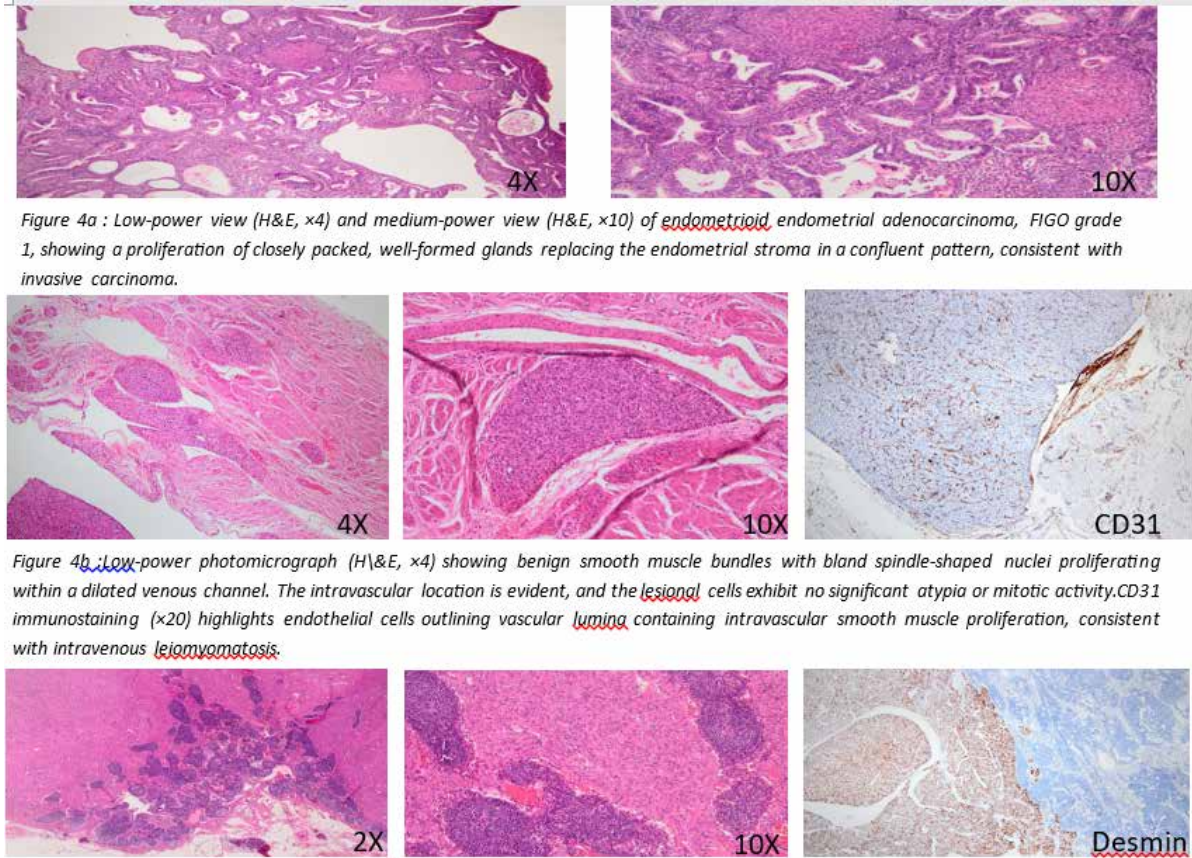 4X
10X
Figure 4a : Low-power view (H&E, ×4) and medium-power view (H&E, ×10) of endometrioid endometrial adenocarcinoma, FIGO grade
1, showing a proliferation of closely packed, well-formed glands replacing the endometrial stroma in a confluent pattern, consistent with
invasive carcinoma.
4X
10X
CD31
Figure 4b :Low-power photomicrograph (H\&E, ×4) showing benign smooth muscle bundles with bland spindle-shaped nuclei proliferating
within a dilated venous channel. The intravascular location is evident, and the lesional cells exhibit no significant atypia or mitotic activity.CD31
immunostaining (×20) highlights endothelial cells outlining vascular lumina containing intravascular smooth muscle proliferation, consistent
with intravenous leiomyomatosis.
2X
10X
Desmin